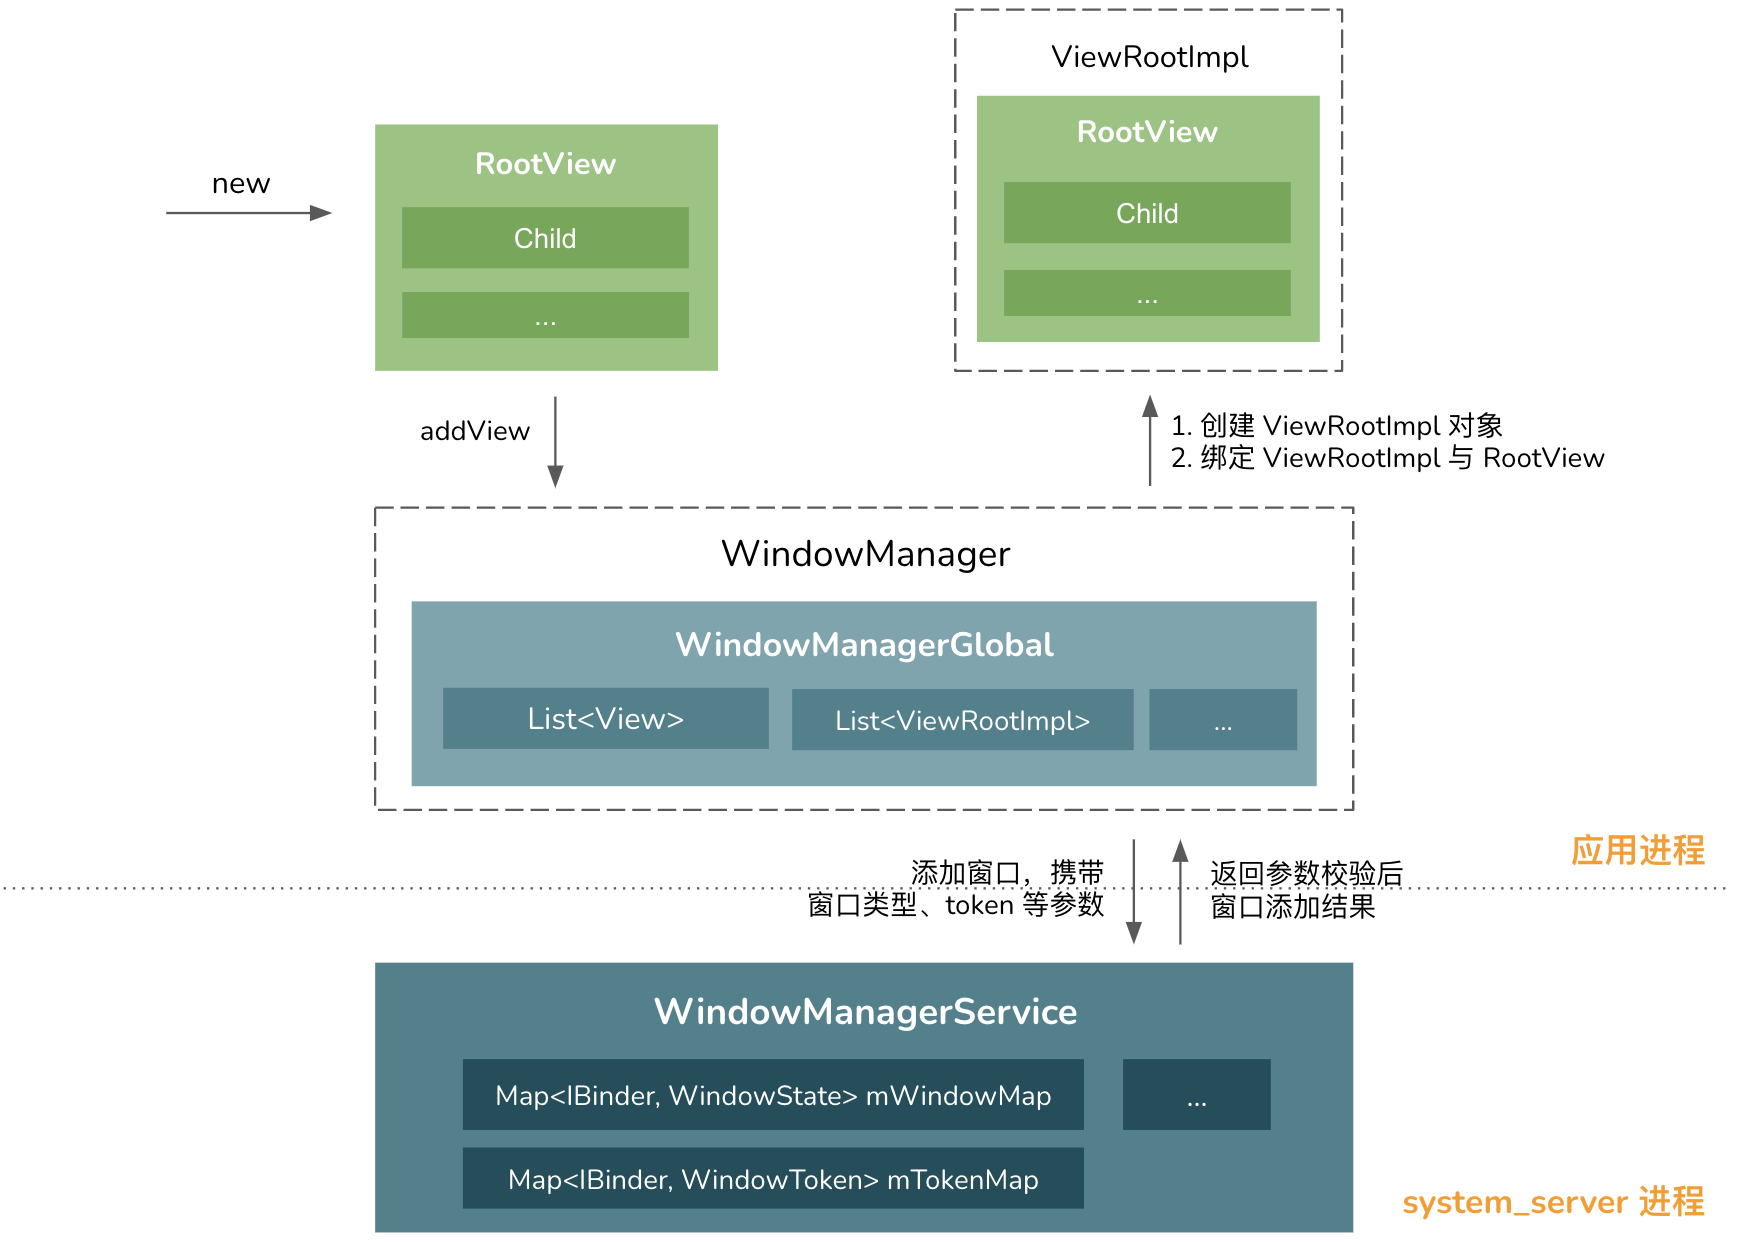 new
RootView
Child
...
addView
ViewRootImpl
RootView
Child
...
1. 创建 ViewRootImpl 对象
2. 绑定 ViewRootImpl 与 RootView
WindowManager
WindowManagerGlobal
List<View>
List<ViewRootImpl>
...
应用进程
添加窗口，携带
窗口类型、token 等参数
返回参数校验后
窗口添加结果
WindowManagerService
Map<IBinder, WindowState> mWindowMap
...
Map<IBinder, WindowToken> mTokenMap
system_server 进程